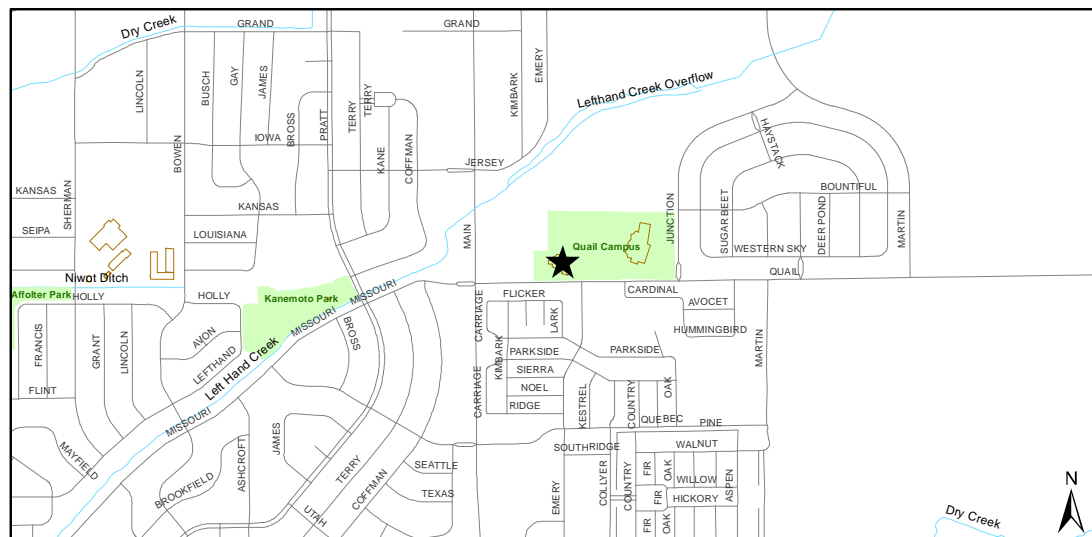 Dry Creek
GRAND
GRAND
LINCOLN
BUSCH
GAY
JAMES
BROSS
PRATT
TERRY
TERRY
KIMBARK
EMERY
Lefthand Creek Overflow
IOWA
BOWEN
KANE
COFFMAN
JERSEY
HAYSTACK
KANSAS
SHERMAN
KANSAS
SEIPA
LOUISIANA
MAIN
Quail Campus
JUNCTION
SUGAR BEET
BOUNTIFUL
DEER POND
WESTERN SKY
MARTIN
QUAIL
Niwot Ditch
Affolter Park
HOLLY
HOLLY
Kanemoto Park
MISSOURI
MISSOURI
CARRIAGE
FLICKER
LARK
CARDINAL
AVOCET
HUMMINGBIRD
FRANCIS
GRANT
LINCOLN
AVON
LEFTHAND
Left Hand Creek
BROSS
KIMBARK
PARKSIDE
PARKSIDE
MARTIN
SIERRA
NOEL
RIDGE
CARRIAGE
KESTREL
COUNTRY
OAK
FLINT
MISSOURI
QUEBEC
PINE
MAYFIELD
BROOKFIELD
ASHCROFT
JAMES
TERRY
COFFMAN
UTAH
SEATTLE
TEXAS
SOUTHRIDGE
EMERY
COLLYER
COUNTRY
WALNUT
FIR
OAK
WILLOW
HICKORY
FIR
ASPEN
FIR
OAK
Dry Creek
N